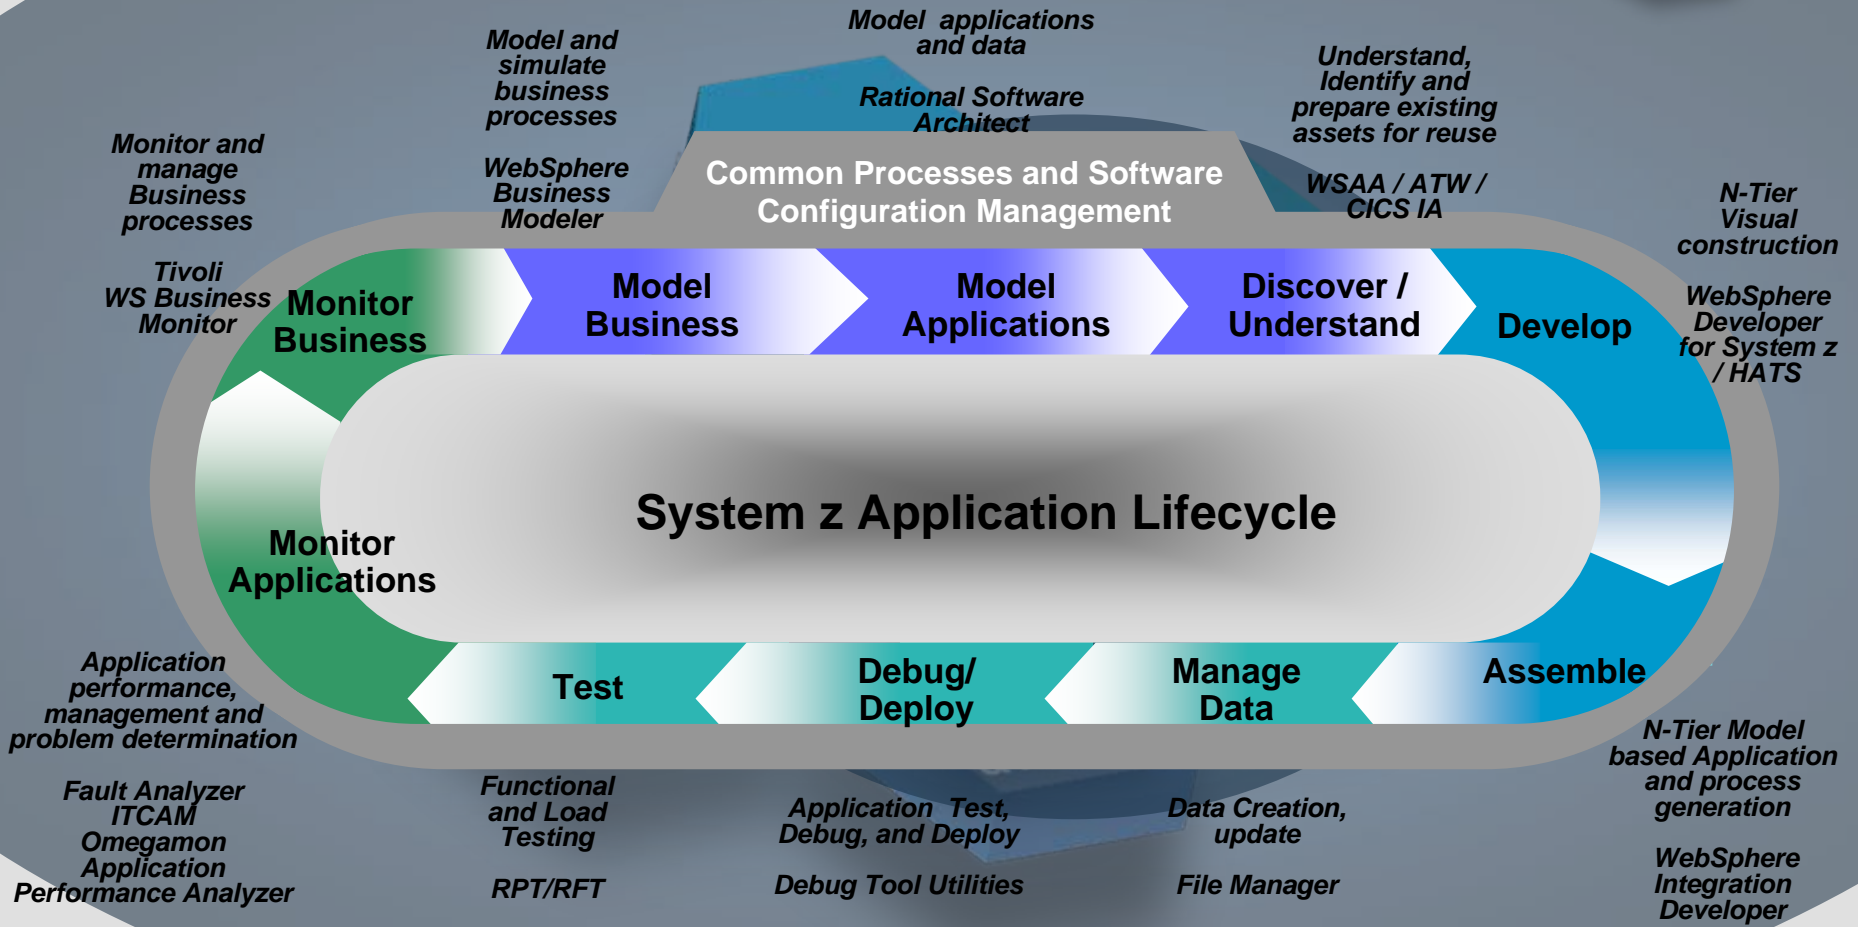 Model applications
and data
Rational Software
Architect
Model and
simulate
business
processes
WebSphere
Business
Modeler
Understand,
Identify and
prepare existing
assets for reuse
WSAA / ATW /
CICS IA
Monitor and
manage
Business
processes
Tivoli
WS Business
Monitor
N-Tier
Visual
construction
WebSphere
Developer
for System z
/ HATS
Common Processes and Software
Configuration Management
Monitor
Business
Model
Business
Model
Applications
Discover /
Understand
Develop
System z Application Lifecycle
Monitor
Applications
Test
Debug/
Deploy
Manage
Data
Assemble
Application
performance,
management and
problem determination
Fault Analyzer
ITCAM
Omegamon
Application
Performance Analyzer
Functional
and Load
Testing
RPT/RFT
Application Test,
Debug, and Deploy
Debug Tool Utilities
Data Creation,
update
File Manager
N-Tier Model
based Application
and process
generation
WebSphere
Integration
Developer